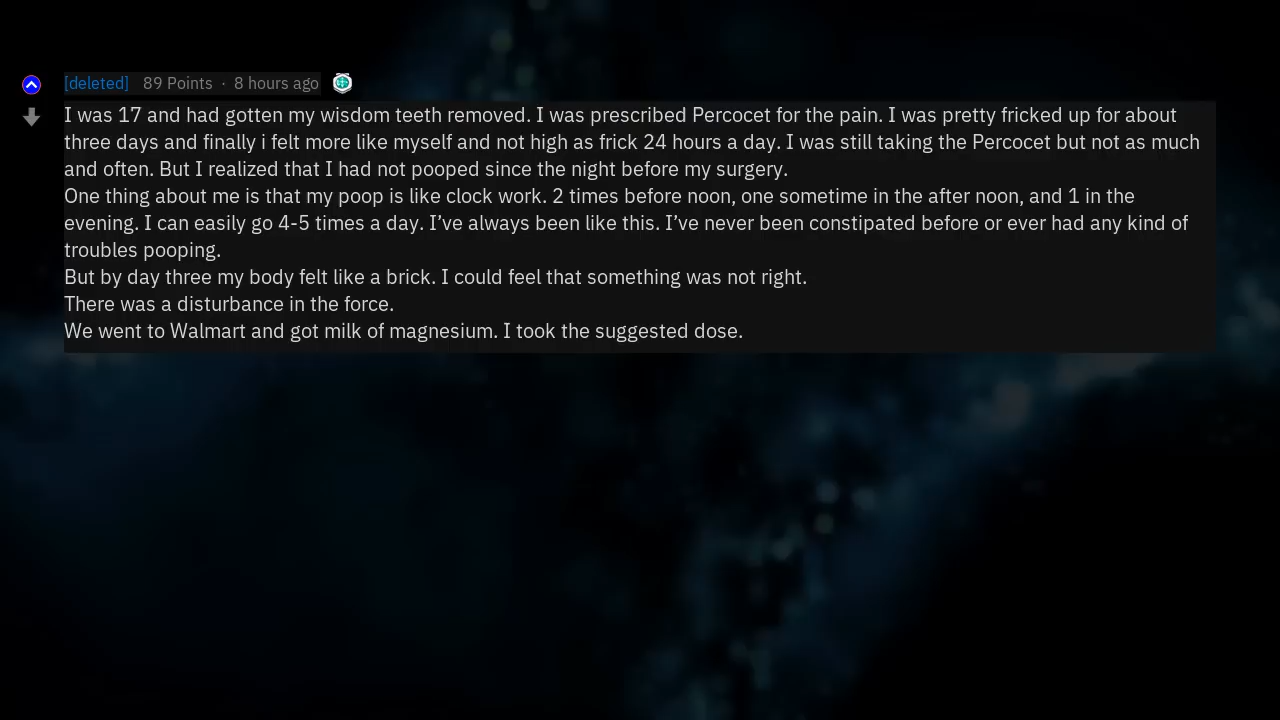 [deleted] 89 Points · 8 hours ago
I was 17 and had gotten my wisdom teeth removed. I was prescribed Percocet for the pain. I was pretty fricked up for about
three days and finally i felt more like myself and not high as frick 24 hours a day. I was still taking the Percocet but not as much
and often. But I realized that I had not pooped since the night before my surgery.
One thing about me is that my poop is like clock work. 2 times before noon, one sometime in the after noon, and 1 in the
evening. I can easily go 4-5 times a day. I’ve always been like this. I’ve never been constipated before or ever had any kind of
troubles pooping.
But by day three my body felt like a brick. I could feel that something was not right.
There was a disturbance in the force.
We went to Walmart and got milk of magnesium. I took the suggested dose.